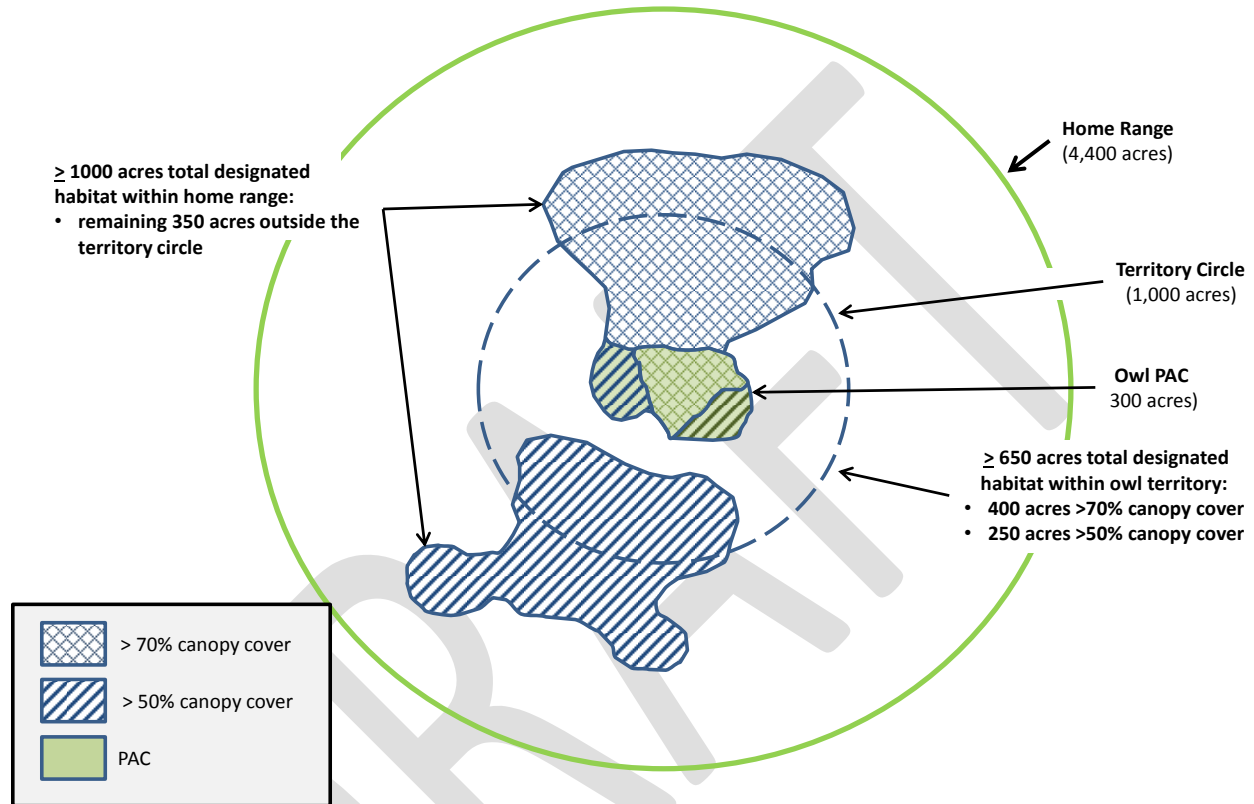 ≥ 1000 acres total designated
habitat within home range:
• remaining 350 acres outside the
territory circle
Home Range
(4,400 acres)
Territory Circle
(1,000 acres)
Owl PAC
300 acres)
≥ 650 acres total designated
habitat within owl territory:
• 400 acres >70% canopy cover
• 250 acres >50% canopy cover
> 70% canopy cover
> 50% canopy cover
PAC
DRAFT